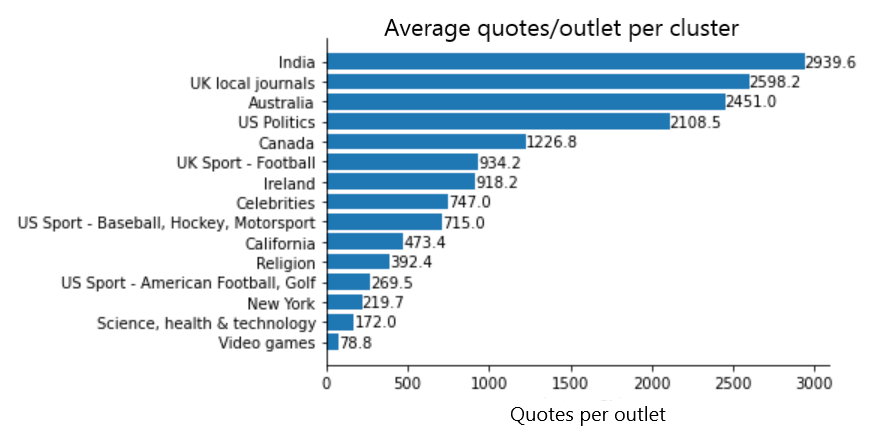 Average quotes/outlet per cluster
India 2939.6
UK local journals 2598.2
Australia 2451.0
US Politics 2108.5
Canada 1226.8
UK Sport - Football 934.2
Ireland 918.2
Celebrities 747.0
US Sport - Baseball, Hockey, Motorsport 715.0
California 473.4
Religion 392.4
US Sport - American Football, Golf 269.5
New York 219.7
Science, health & technology 172.0
Video games 78.8
0 500 1000 1500 2000 2500 3000
Quotes per outlet